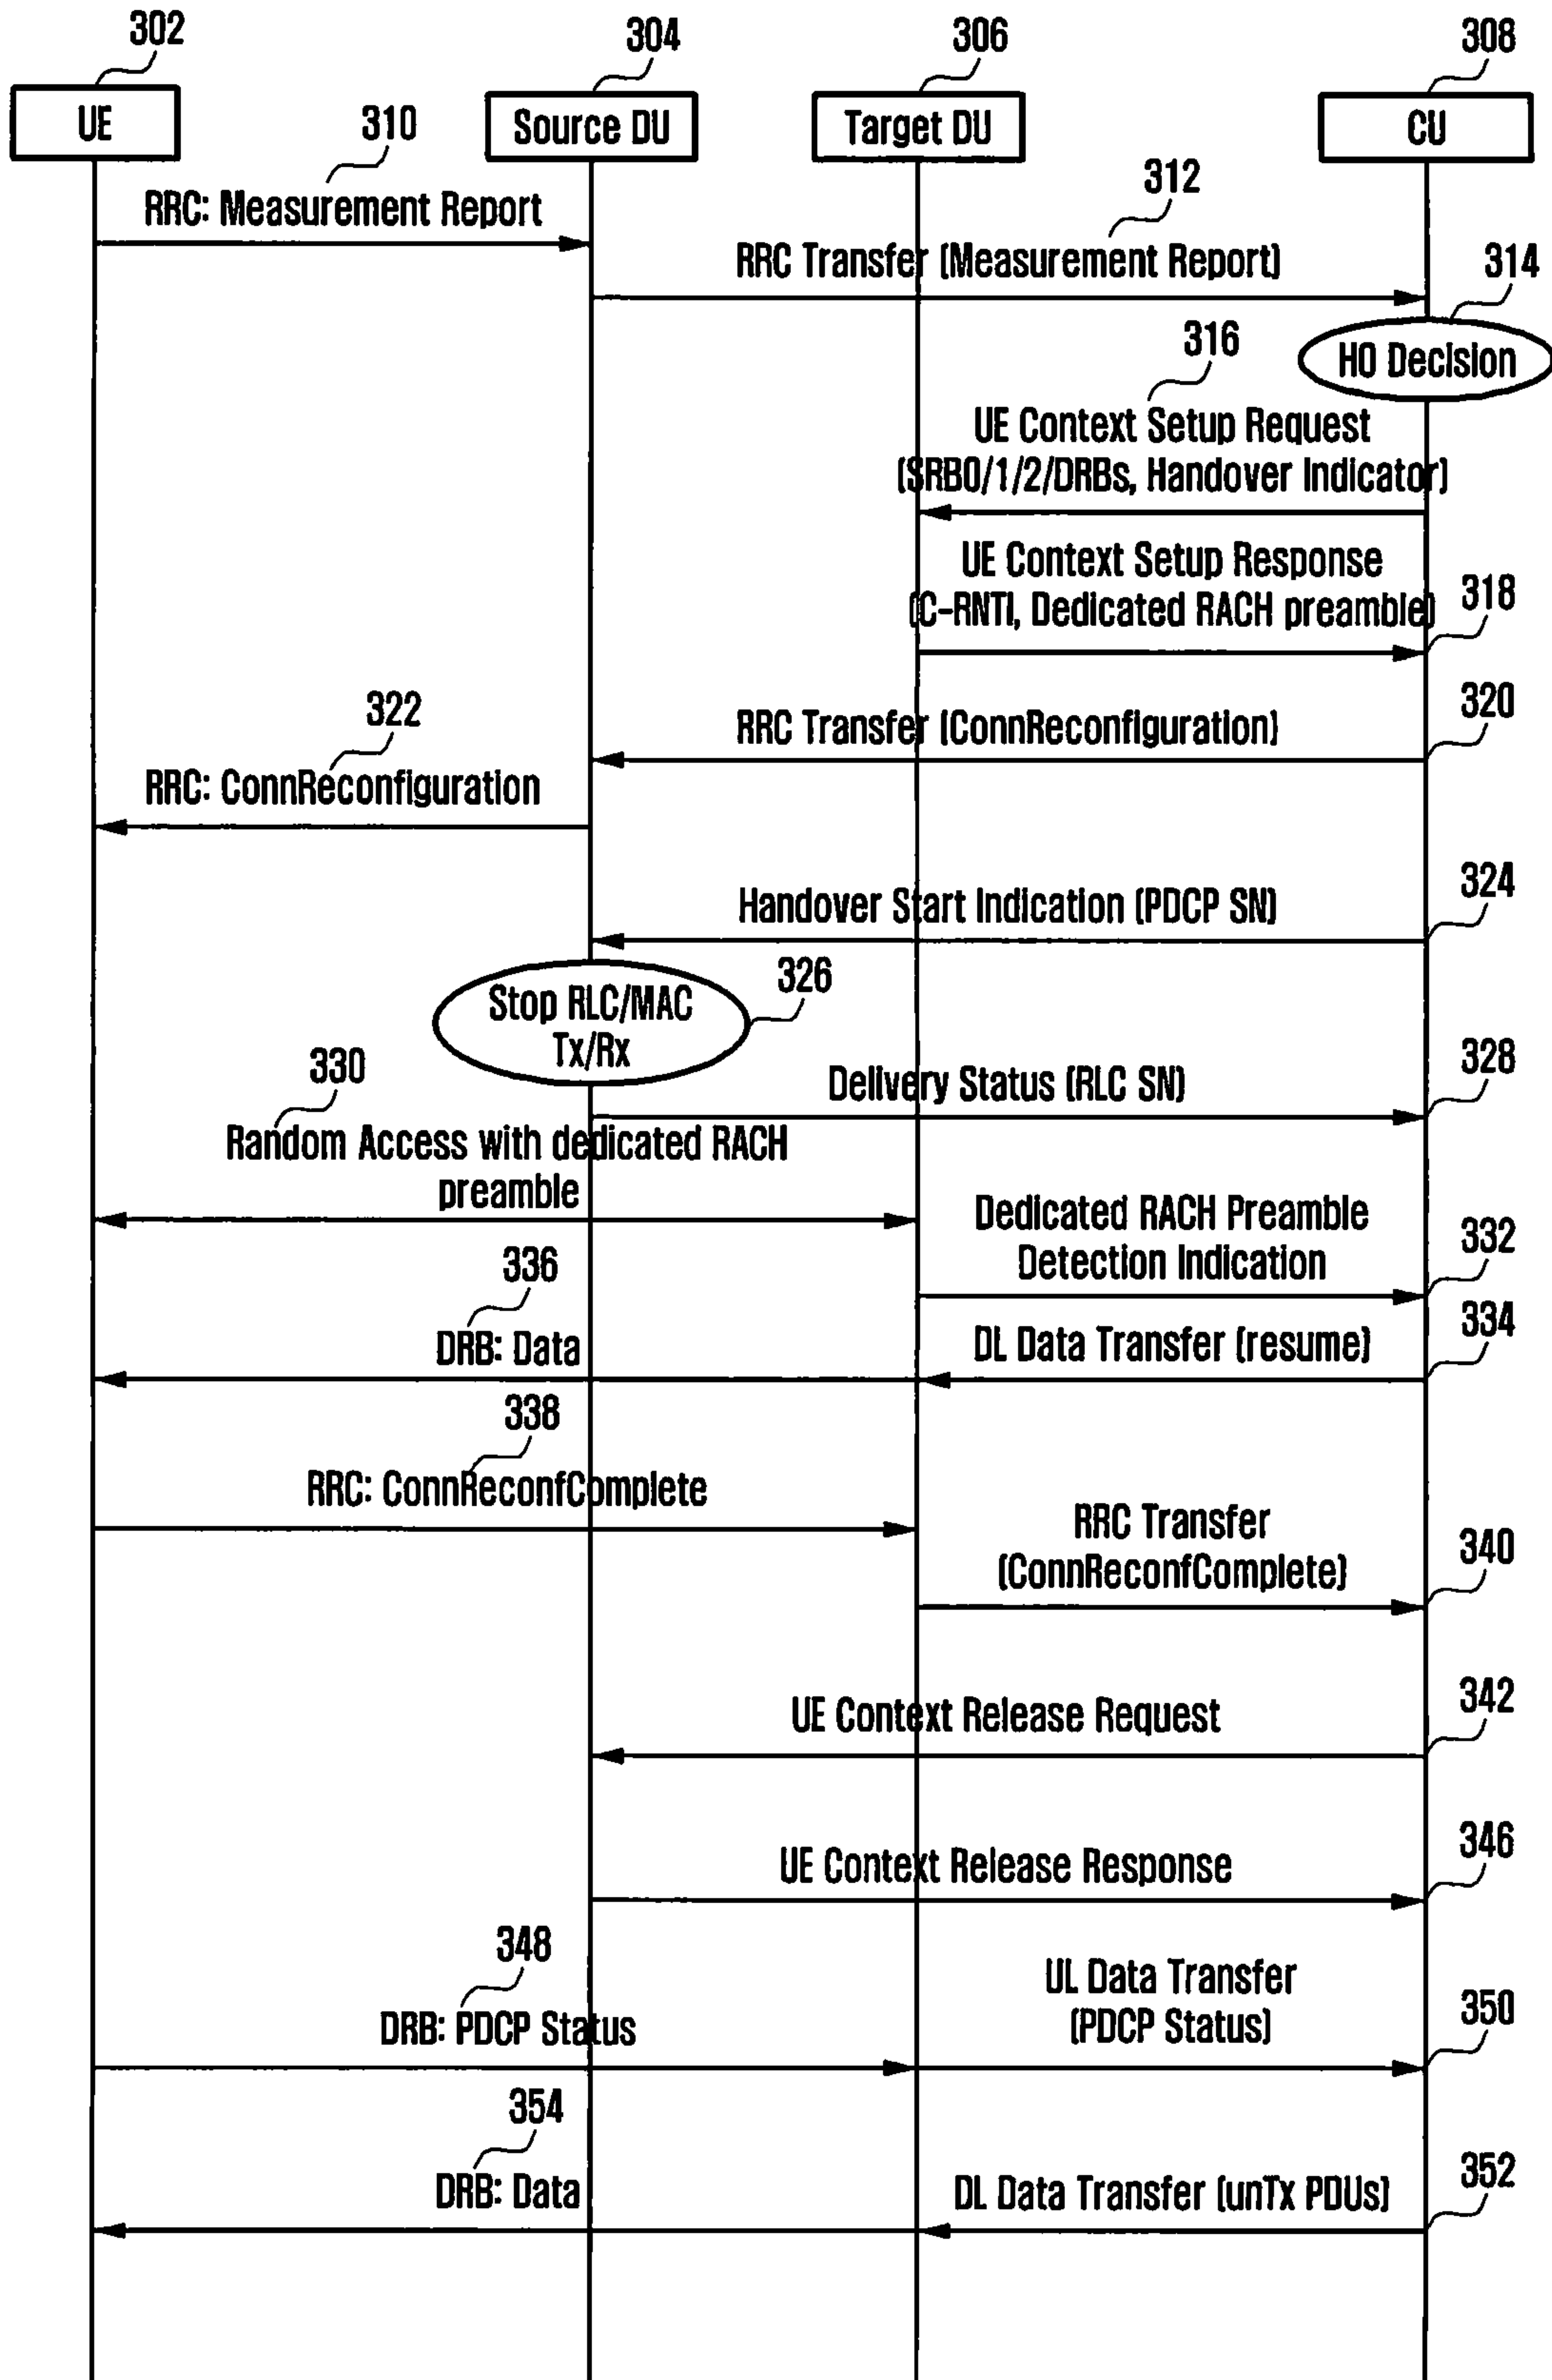 302
304
306
308
UE
Source DU
Target DU
CU
310
RRC: Measurement Report
312
RRC Transfer (Measurement Report)
314
HO Decision
316
UE Context Setup Request
(SRB0/1/2/DRBs, Handover Indicator)
UE Context Setup Response
(C-RNTI, Dedicated RACH preamble)
318
320
RRC Transfer (ConnReconfiguration)
322
RRC: ConnReconfiguration
324
Handover Start Indication (PDCP SN)
326
Stop RLC/MAC
Tx/Rx
328
Delivery Status (RLC SN)
330
Random Access with dedicated RACH
preamble
Dedicated RACH Preamble
Detection Indication
332
334
336
DRB: Data
DL Data Transfer (resume)
338
RRC: ConnReconfComplete
RRC Transfer
(ConnReconfComplete)
340
342
UE Context Release Request
346
UE Context Release Response
348
DRB: PDCP Status
UL Data Transfer
(PDCP Status)
350
354
DRB: Data
DL Data Transfer (unTx PDUs)
352